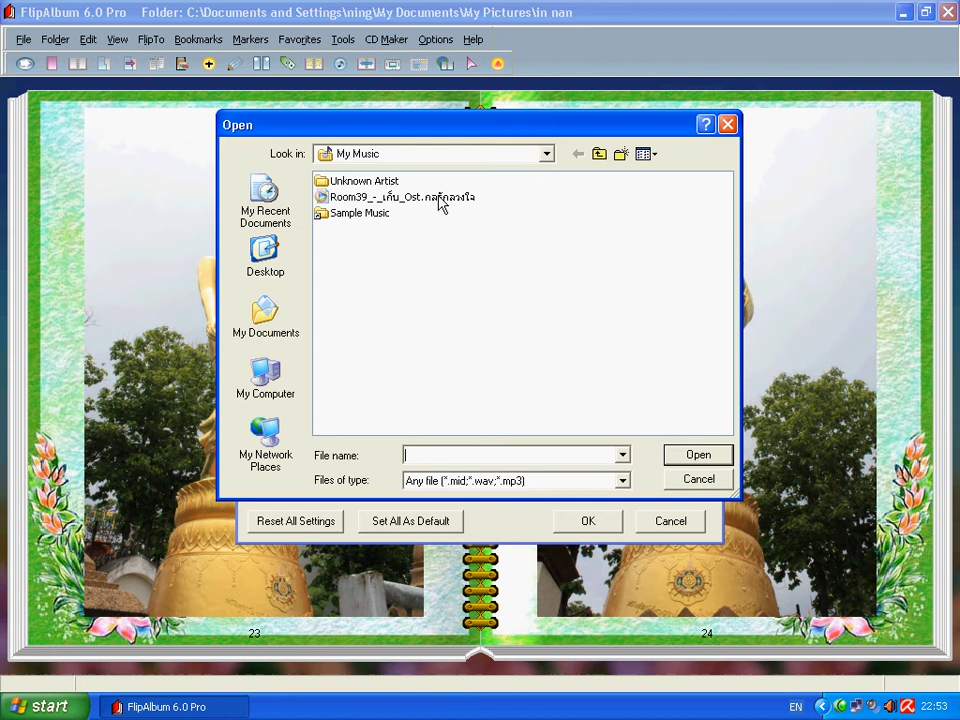 FlipAlbum 6.0 Pro Folder: C:\Documents and Settings\ning\My Documents\My Pictures\in nan
File Folder Edit View FlipTo Bookmarks Markers Favorites Tools CD Maker Options Help
Open
Look in: My Music
My Recent Documents
Desktop
My Documents
My Computer
My Network Places
Unknown Artist
Room39_-_เก็บ_Ost.กลรักลวงใจ
Sample Music
File name:
Open
Files of type: Any file (*.mid;*.wav;*.mp3)
Cancel
Reset All Settings Set All As Default OK Cancel
23
24
start FlipAlbum 6.0 Pro EN 22:53